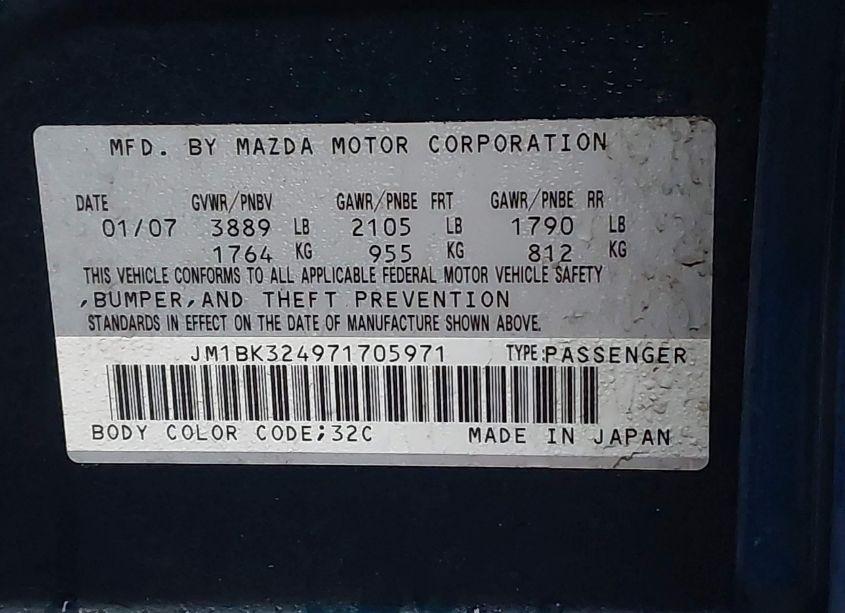 MFD. BY MAZDA MOTOR CORPORATION
DATE GVWR/PNBV GAWR/PNBE FRT GAWR/PNBE RR
01/07 3889 LB 2105 LB 1790 LB
1764 KG 955 KG 812 KG
THIS VEHICLE CONFORMS TO ALL APPLICABLE FEDERAL MOTOR VEHICLE SAFETY
,BUMPER,AND THEFT PREVENTION
STANDARDS IN EFFECT ON THE DATE OF MANUFACTURE SHOWN ABOVE.
JM1BK324971705971 TYPE:PASSENGER
BODY COLOR CODE;32C MADE IN JAPAN